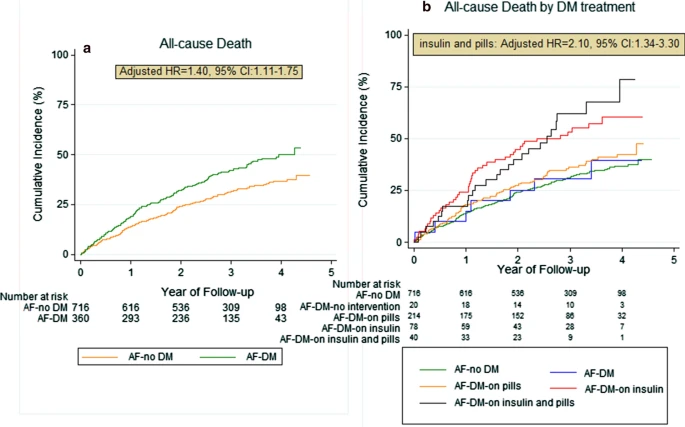 a
All-cause Death
Adjusted HR=1.40, 95% CI:1.11-1.75
Cumulative Incidence (%)
100
75
50
25
0
0 1 2 3 4 5
Year of Follow-up
Number at risk
AF-no DM 716 616 536 309 98
AF-DM 360 293 236 135 43
AF-no DM AF-DM
b
All-cause Death by DM treatment
insulin and pills: Adjusted HR=2.10, 95% CI:1.34-3.30
Cumulative Incidence (%)
100
75
50
25
0
0 1 2 3 4 5
Year of Follow-up
Number at risk
AF-no DM 716 616 536 309 98
AF-DM-no intervention 20 18 14 10 3
AF-DM-on pills 214 175 152 86 32
AF-DM-on insulin 78 59 43 28 7
AF-DM-on insulin and pills 40 33 23 9 1
AF-no DM AF-DM
AF-DM-on pills AF-DM-on insulin
AF-DM-on insulin and pills